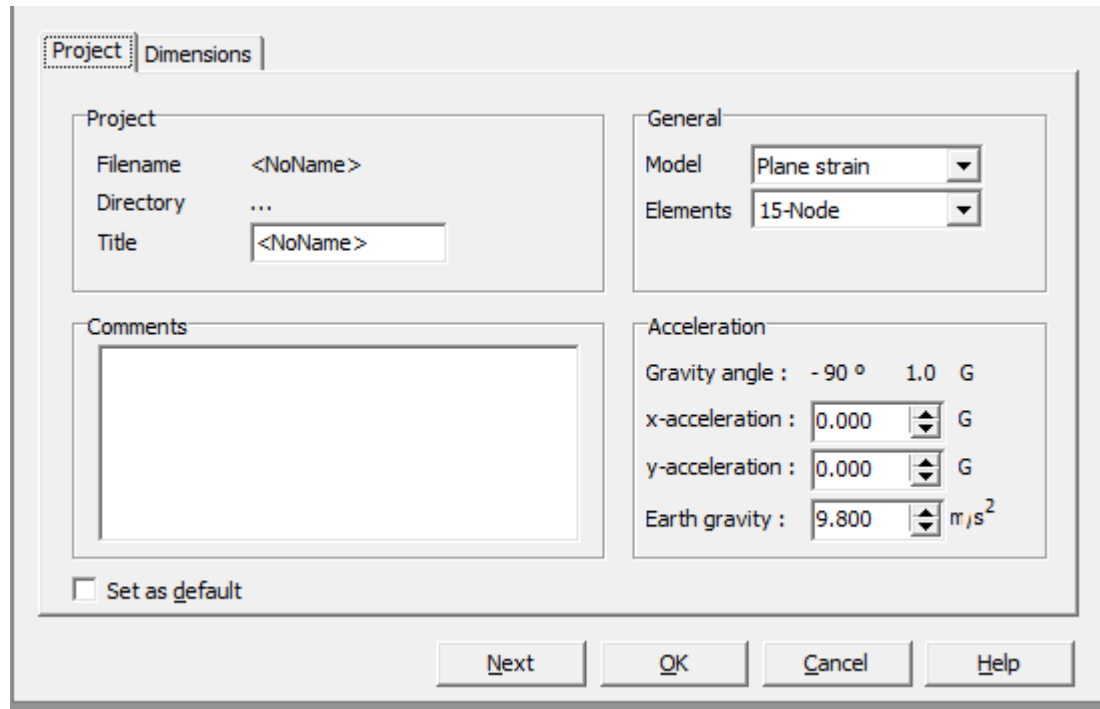 Project Dimensions
Project
Filename <NoName>
Directory ...
Title <NoName>
General
Model Plane strain
Elements 15-Node
Comments
Acceleration
Gravity angle : - 90 º 1.0 G
x-acceleration : 0.000 G
y-acceleration : 0.000 G
Earth gravity : 9.800 m/s²
Set as default
Next OK Cancel Help